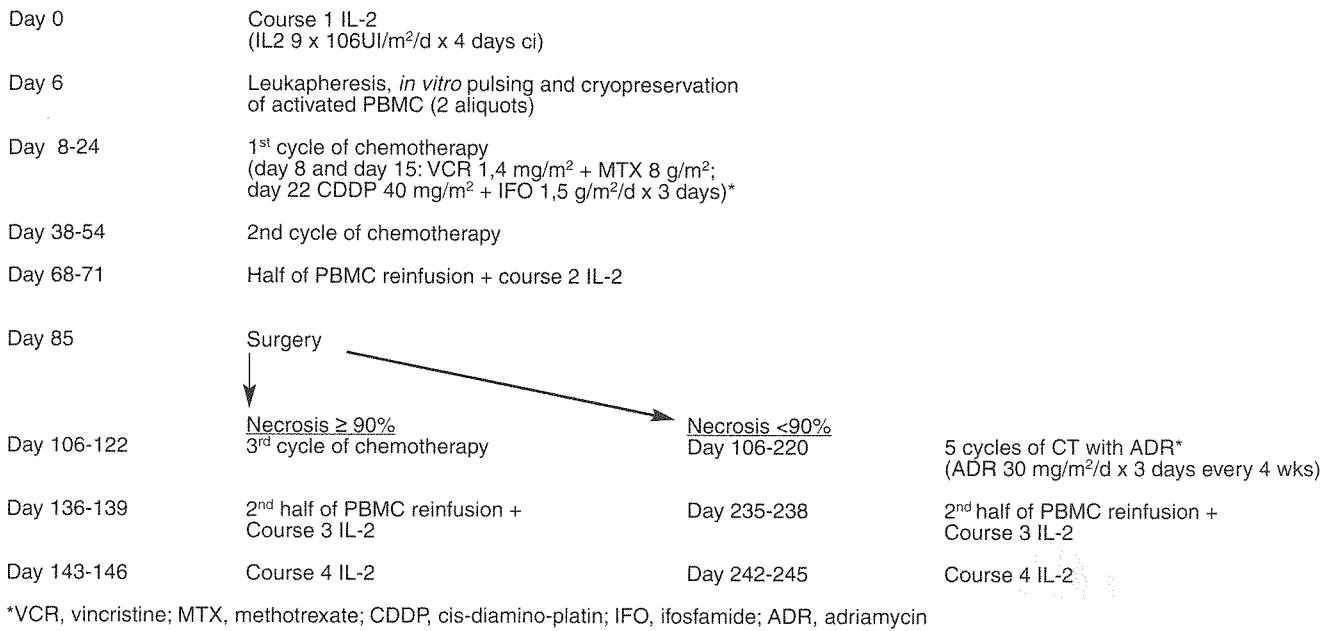 Day 0 Course 1 IL-2
(IL2 9 x 106UI/m²/d x 4 days ci)
Day 6 Leukapheresis, in vitro pulsing and cryopreservation
of activated PBMC (2 aliquots)
Day 8-24 1st cycle of chemotherapy
(day 8 and day 15: VCR 1,4 mg/m² + MTX 8 g/m²;
day 22 CDDP 40 mg/m² + IFO 1,5 g/m²/d x 3 days)*
Day 38-54 2nd cycle of chemotherapy
Day 68-71 Half of PBMC reinfusion + course 2 IL-2
Day 85 Surgery
Necrosis ≥ 90% Necrosis <90%
Day 106-122 3rd cycle of chemotherapy Day 106-220 5 cycles of CT with ADR*
(ADR 30 mg/m²/d x 3 days every 4 wks)
Day 136-139 2nd half of PBMC reinfusion + Day 235-238 2nd half of PBMC reinfusion +
Course 3 IL-2 Course 3 IL-2
Day 143-146 Course 4 IL-2 Day 242-245 Course 4 IL-2
*VCR, vincristine; MTX, methotrexate; CDDP, cis-diamino-platin; IFO, ifosfamide; ADR, adriamycin